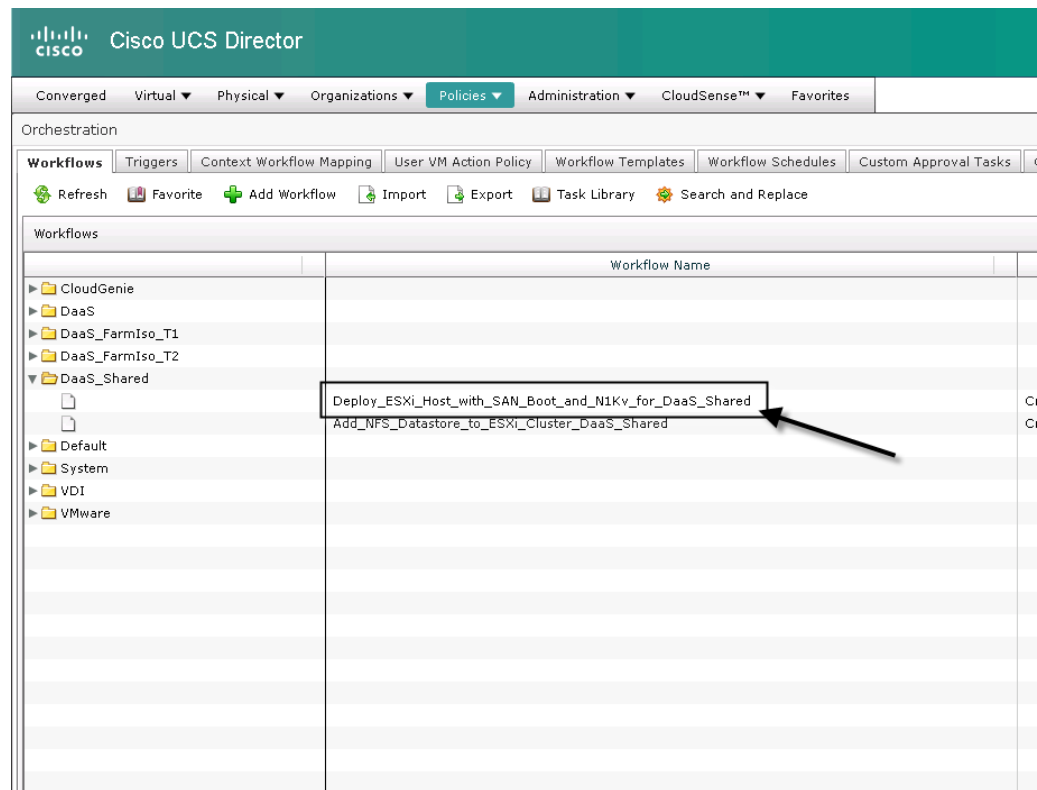 CISCO Cisco UCS Director
Converged Virtual Physical Organizations Policies Administration CloudSense™ Favorites
Orchestration
Workflows Triggers Context Workflow Mapping User VM Action Policy Workflow Templates Workflow Schedules Custom Approval Tasks
Refresh Favorite Add Workflow Import Export Task Library Search and Replace
Workflows
Workflow Name
CloudGenie
DaaS
DaaS_FarmIso_T1
DaaS_FarmIso_T2
DaaS_Shared
Deploy_ESXi_Host_with_SAN_Boot_and_N1Kv_for_DaaS_Shared
Add_NFS_Datastore_to_ESXi_Cluster_DaaS_Shared
Default
System
VDI
VMware